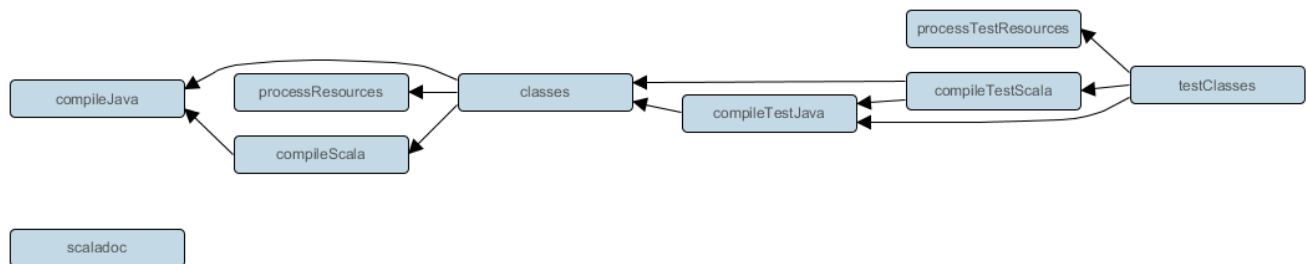 processTestResources
compileJava
processResources
classes
compileTestScala
testClasses
compileTestJava
compileScala
scaladoc